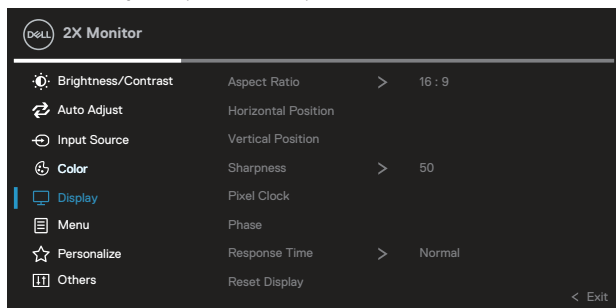 DELL 2X Monitor
Brightness/Contrast Aspect Ratio > 16 : 9
Auto Adjust Horizontal Position
Input Source Vertical Position
Color Sharpness > 50
Display Pixel Clock
Menu Phase
Personalize Response Time > Normal
Others Reset Display
< Exit